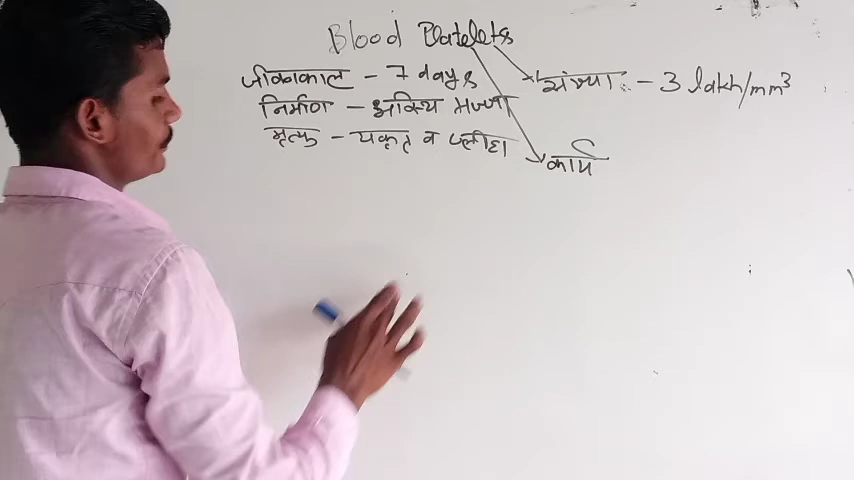 Blood Platelets
जीवनकाल - 7 days
संख्या :- 3 lakh/mm³
निर्माण - अस्थि मज्जा
मृत्यु - यकृत व प्लीहा
कार्य